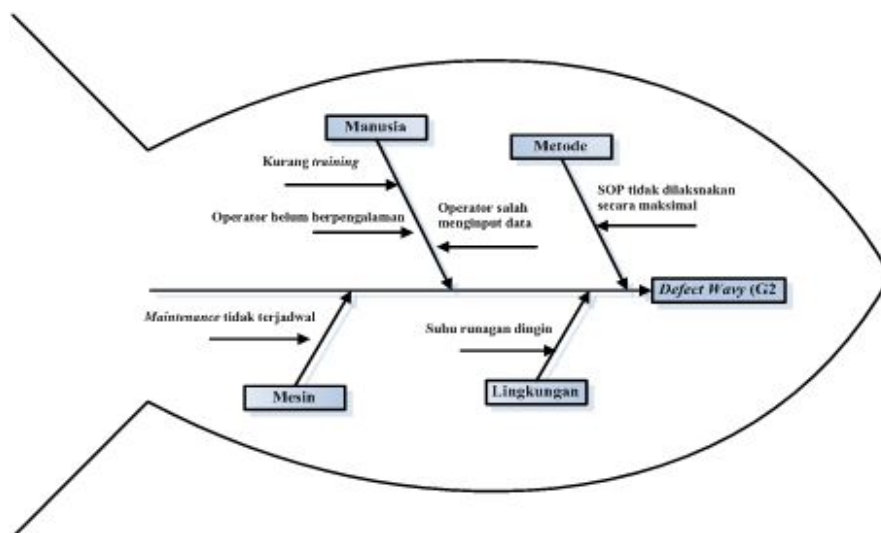 Manusia
Metode
Kurang training
SOP tidak dilaksnakan
secara maksimal
Operator belum berpengalaman
Operator salah
menginput data
Defect Wavy (G2
Maintenance tidak terjadwal
Suhu runagan dingin
Mesin
Lingkungan